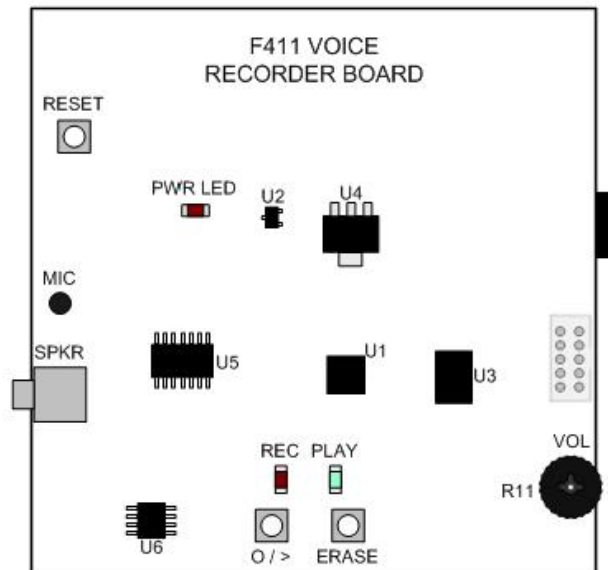 F411 VOICE
RECORDER BOARD
RESET
PWR LED
U2
U4
MIC
SPKR
U5
U1
U3
REC
PLAY
VOL
R11
U6
O / >
ERASE